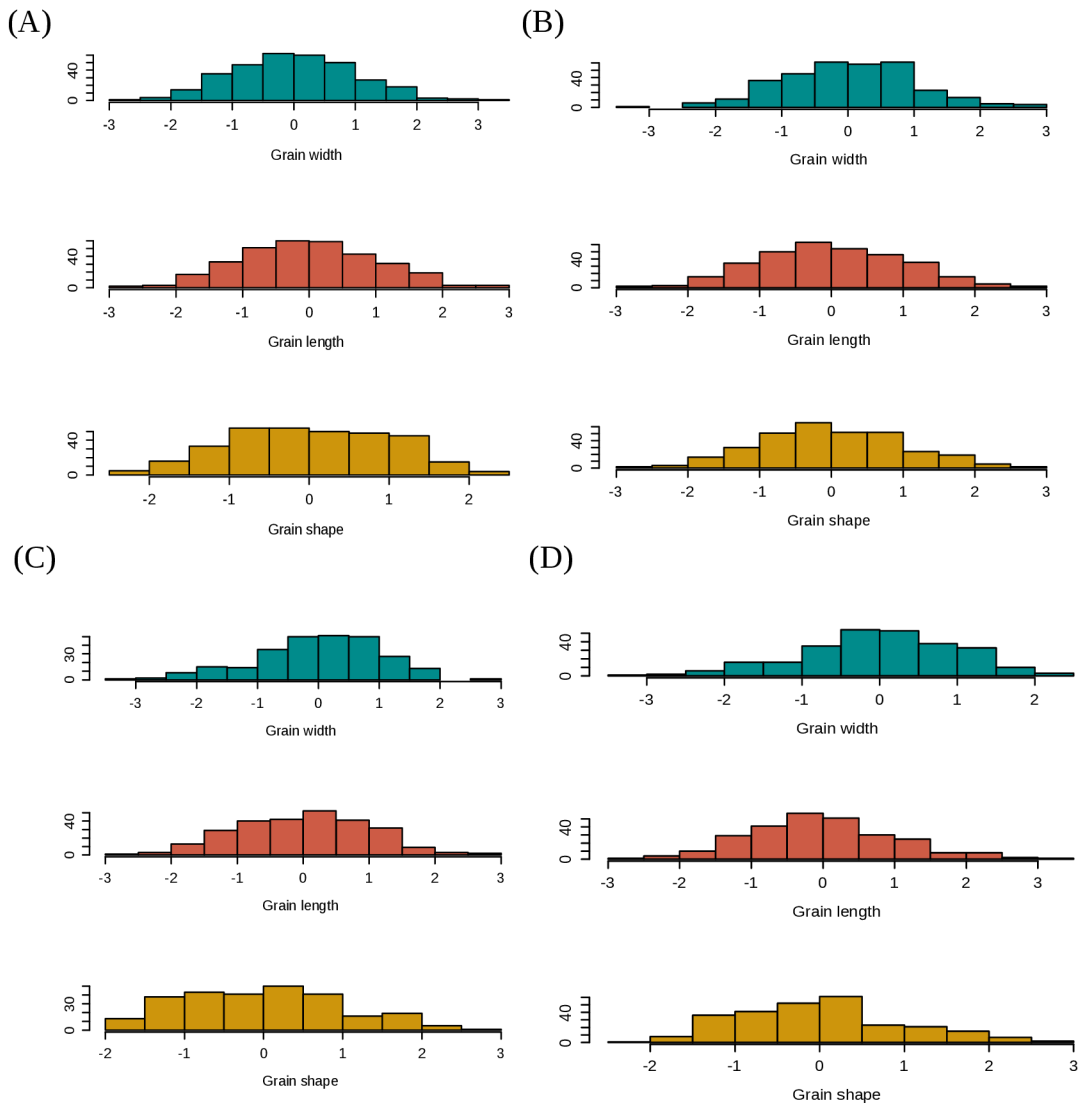 (A)
40
0
-3 -2 -1 0 1 2 3
Grain width
40
0
-3 -2 -1 0 1 2 3
Grain length
40
0
-2 -1 0 1 2
Grain shape
(B)
40
0
-3 -2 -1 0 1 2 3
Grain width
40
0
-3 -2 -1 0 1 2 3
Grain length
40
0
-3 -2 -1 0 1 2 3
Grain shape
(C)
30
0
-3 -2 -1 0 1 2 3
Grain width
40
0
-3 -2 -1 0 1 2 3
Grain length
30
0
-2 -1 0 1 2 3
Grain shape
(D)
40
0
-3 -2 -1 0 1 2
Grain width
40
0
-3 -2 -1 0 1 2 3
Grain length
40
0
-2 -1 0 1 2 3
Grain shape